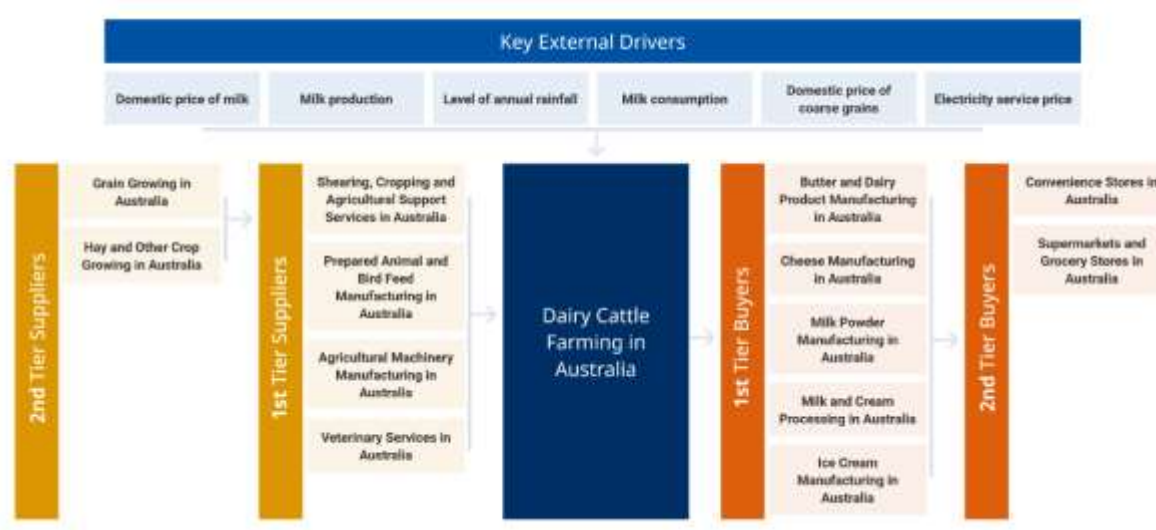 Key External Drivers
Domestic price of milk
Milk production
Level of annual rainfall
Milk consumption
Domestic price of
coarse grains
Electricity service price
2nd Tier Suppliers
Grain Growing in
Australia
Hay and Other Crop
Growing in Australia
1st Tier Suppliers
Shearing, Cropping and
Agricultural Support
Services in Australia
Prepared Animal and
Bird Feed
Manufacturing in
Australia
Agricultural Machinery
Manufacturing in
Australia
Veterinary Services in
Australia
Dairy Cattle
Farming in
Australia
1st Tier Buyers
Butter and Dairy
Product Manufacturing
in Australia
Cheese Manufacturing
in Australia
Milk Powder
Manufacturing in
Australia
Milk and Cream
Processing in Australia
Ice Cream
Manufacturing in
Australia
2nd Tier Buyers
Convenience Stores in
Australia
Supermarkets and
Grocery Stores in
Australia